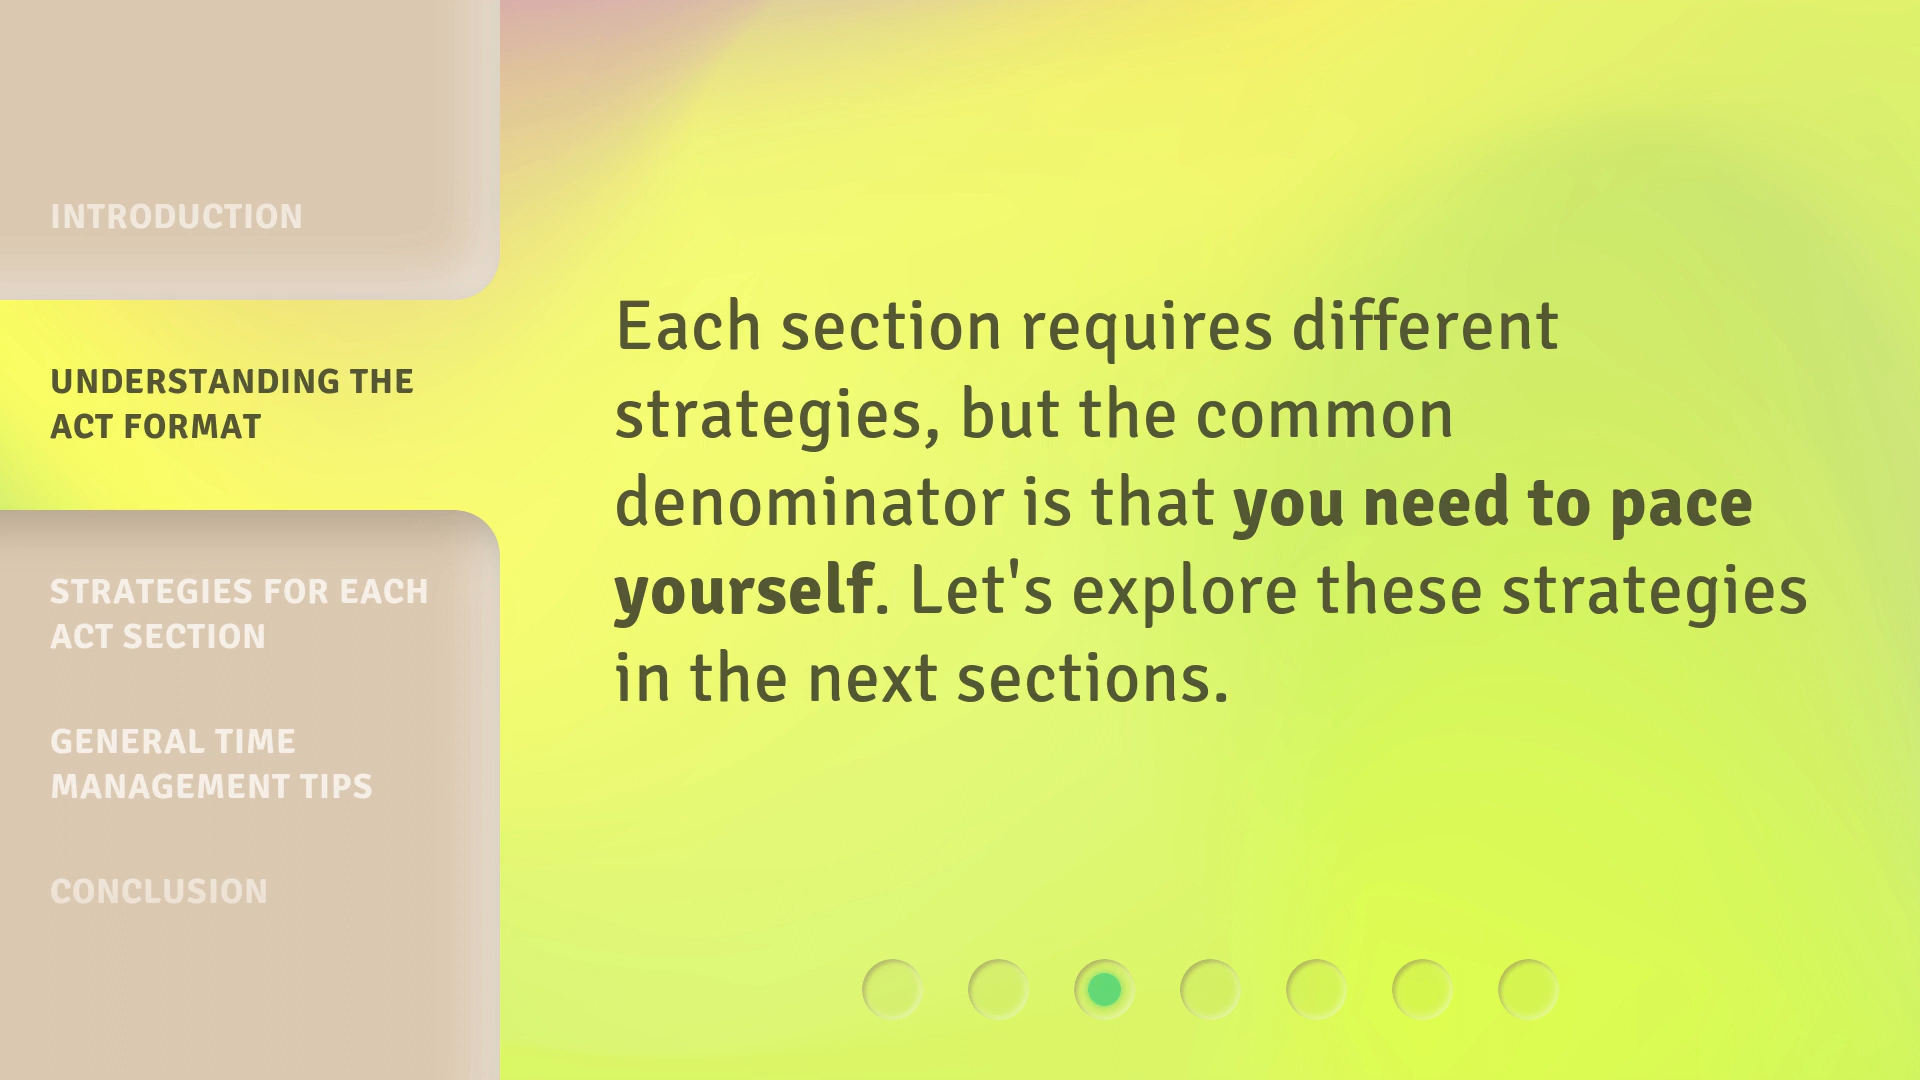 INTRODUCTION
UNDERSTANDING THE
ACT FORMAT
STRATEGIES FOR EACH
ACT SECTION
GENERAL TIME
MANAGEMENT TIPS
CONCLUSION
Each section requires different
strategies, but the common
denominator is that you need to pace
yourself. Let's explore these strategies
in the next sections.